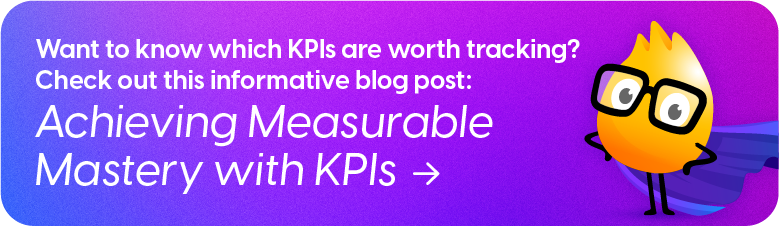 Want to know which KPIs are worth tracking?
Check out this informative blog post:
Achieving Measurable
Mastery with KPIs →